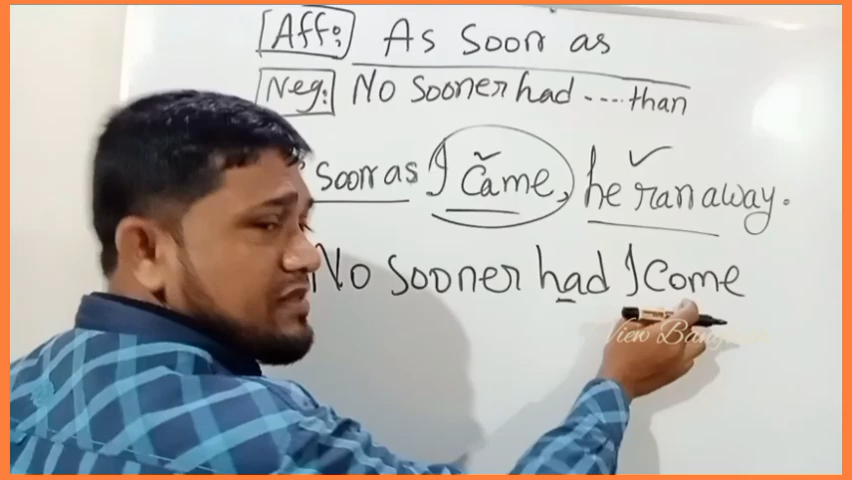 Aff: As soon as
Neg: No sooner had ---- than
soon as I came, he ran away.
No sooner had I come
View